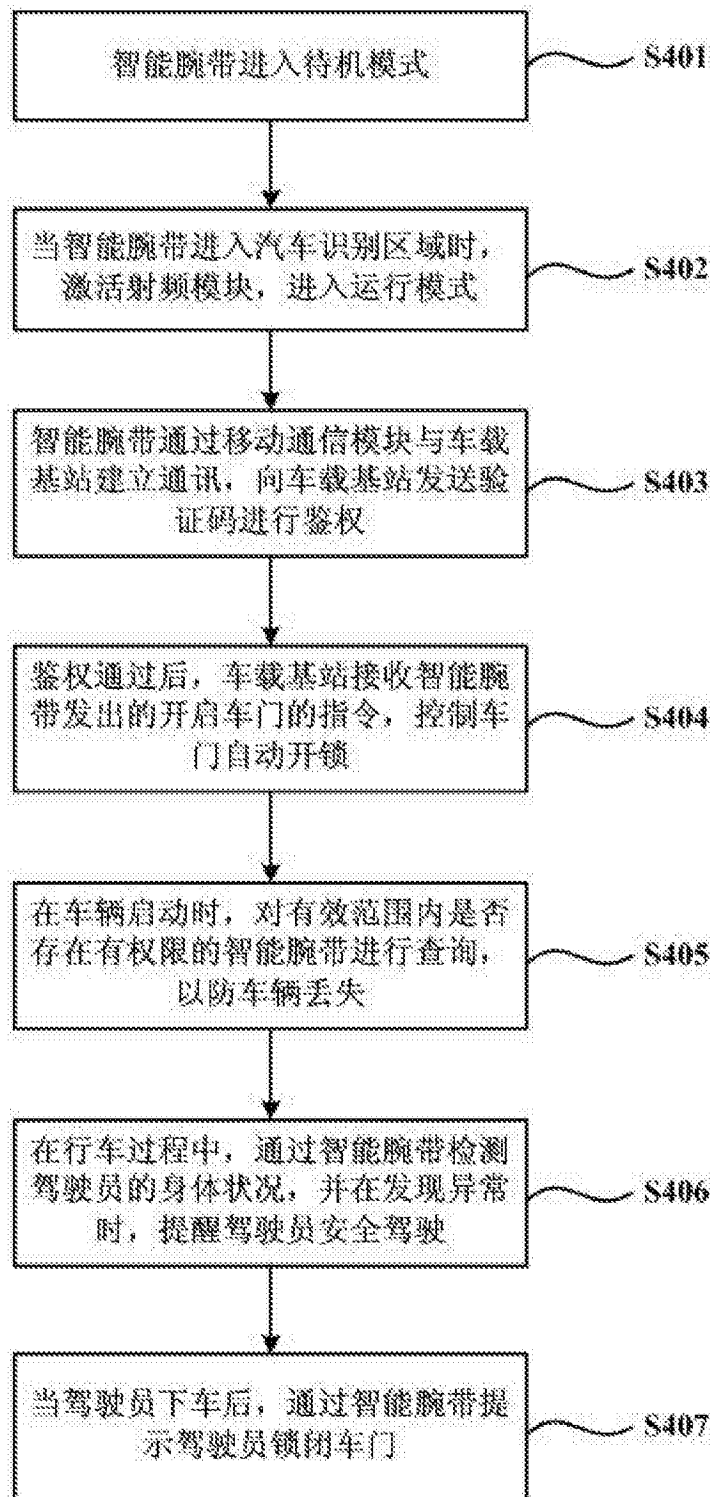 智能腕带进入待机模式
S401
当智能腕带进入汽车识别区域时，
激活射频模块，进入运行模式
S402
智能腕带通过移动通信模块与车载
基站建立通讯，向车载基站发送验
证码进行鉴权
S403
鉴权通过后，车载基站接收智能腕
带发出的开启车门的指令，控制车
门自动开锁
S404
在车辆启动时，对有效范围内是否
存在有权限的智能腕带进行查询，
以防车辆丢失
S405
在行车过程中，通过智能腕带检测
驾驶员的身体状况，并在发现异常
时，提醒驾驶员安全驾驶
S406
当驾驶员下车后，通过智能腕带提
示驾驶员锁闭车门
S407